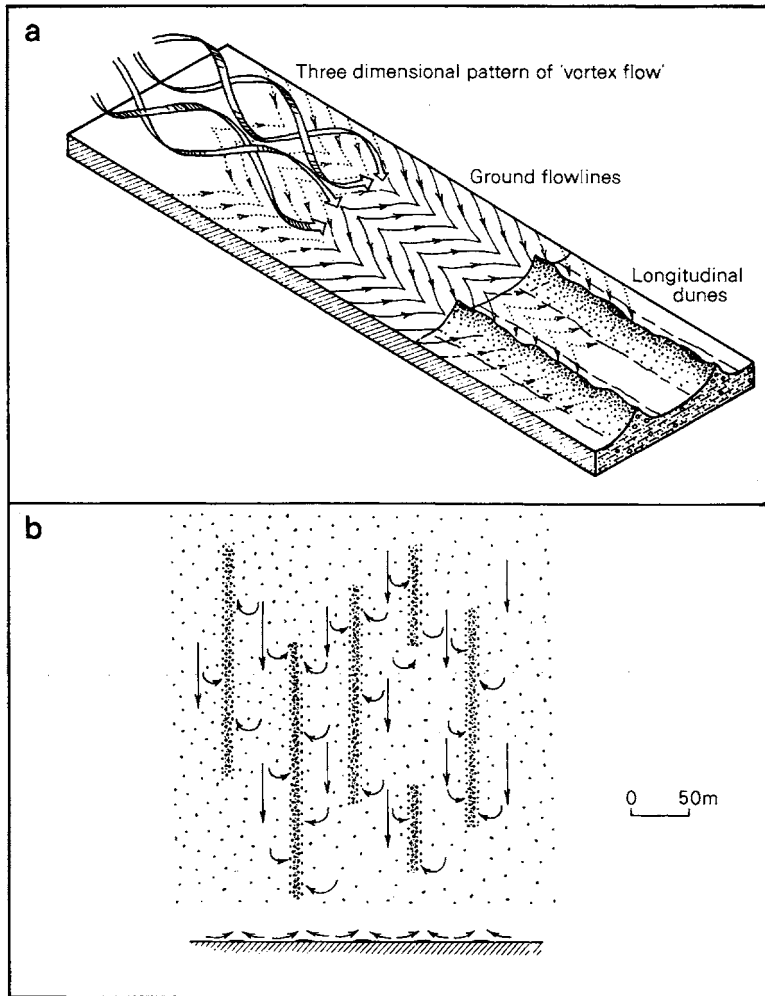 a
Three dimensional pattern of 'vortex flow'
Ground flowlines
Longitudinal
dunes
b
0 50m